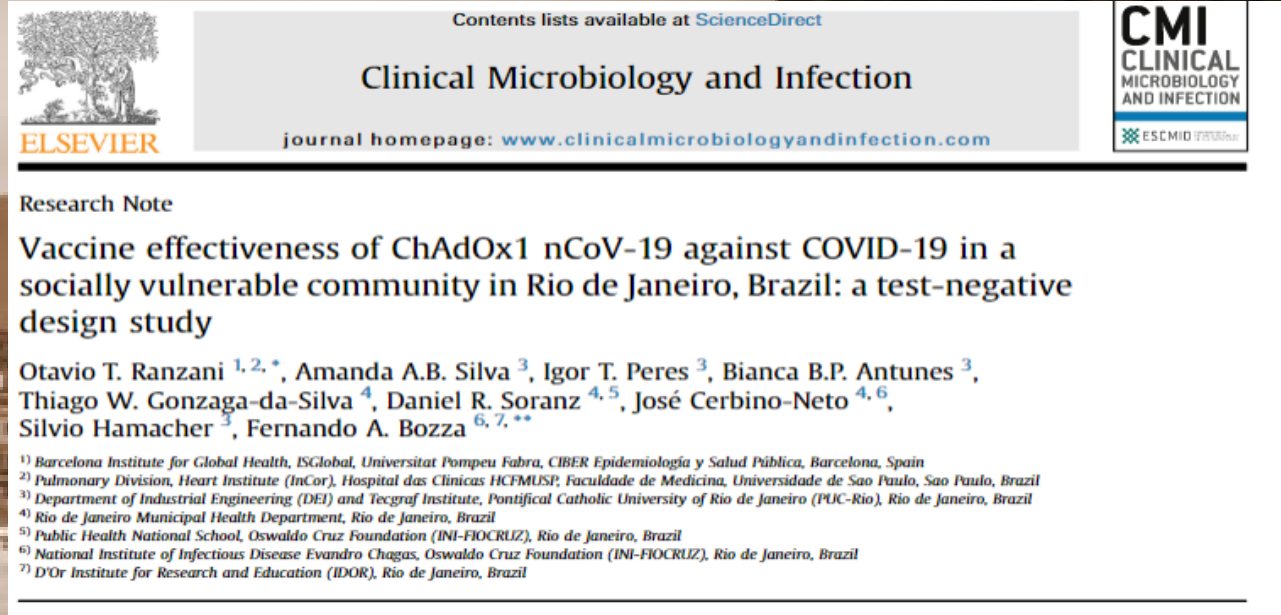 Contents lists available at ScienceDirect
Clinical Microbiology and Infection
journal homepage: www.clinicalmicrobiologyandinfection.com
ELSEVIER
CMI
CLINICAL
MICROBIOLOGY
AND INFECTION
ESCMID
Research Note
Vaccine effectiveness of ChAdOx1 nCoV-19 against COVID-19 in a
socially vulnerable community in Rio de Janeiro, Brazil: a test-negative
design study
Otavio T. Ranzani 1, 2, *, Amanda A.B. Silva 3, Igor T. Peres 3, Bianca B.P. Antunes 3,
Thiago W. Gonzaga-da-Silva 4, Daniel R. Soranz 4, 5, José Cerbino-Neto 4, 6,
Silvio Hamacher 3, Fernando A. Bozza 6, 7, **
1) Barcelona Institute for Global Health, ISGlobal, Universitat Pompeu Fabra, CIBER Epidemiología y Salud Pública, Barcelona, Spain
2) Pulmonary Division, Heart Institute (InCor), Hospital das Clinicas HCFMUSP, Faculdade de Medicina, Universidade de Sao Paulo, Sao Paulo, Brazil
3) Department of Industrial Engineering (DEI) and Tecgraf Institute, Pontifical Catholic University of Rio de Janeiro (PUC-Rio), Rio de Janeiro, Brazil
4) Rio de Janeiro Municipal Health Department, Rio de Janeiro, Brazil
5) Public Health National School, Oswaldo Cruz Foundation (INI-FIOCRUZ), Rio de Janeiro, Brazil
6) National Institute of Infectious Disease Evandro Chagas, Oswaldo Cruz Foundation (INI-FIOCRUZ), Rio de Janeiro, Brazil
7) D'Or Institute for Research and Education (IDOR), Rio de Janeiro, Brazil